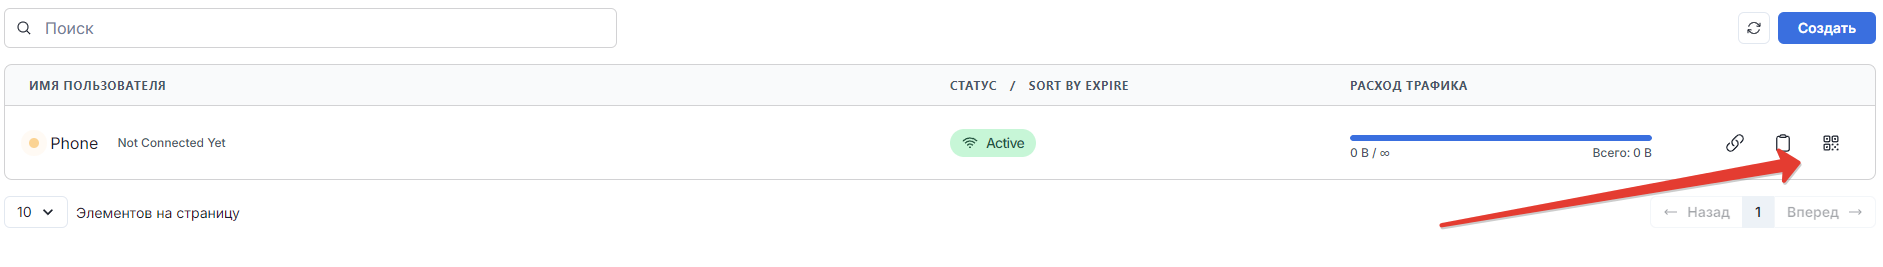 Поиск
Создать
ИМЯ ПОЛЬЗОВАТЕЛЯ СТАТУС / SORT BY EXPIRE РАСХОД ТРАФИКА
Phone Not Connected Yet Active
0 B / ∞ Всего: 0 B
10 Элементов на страницу ← Назад 1 Вперед →